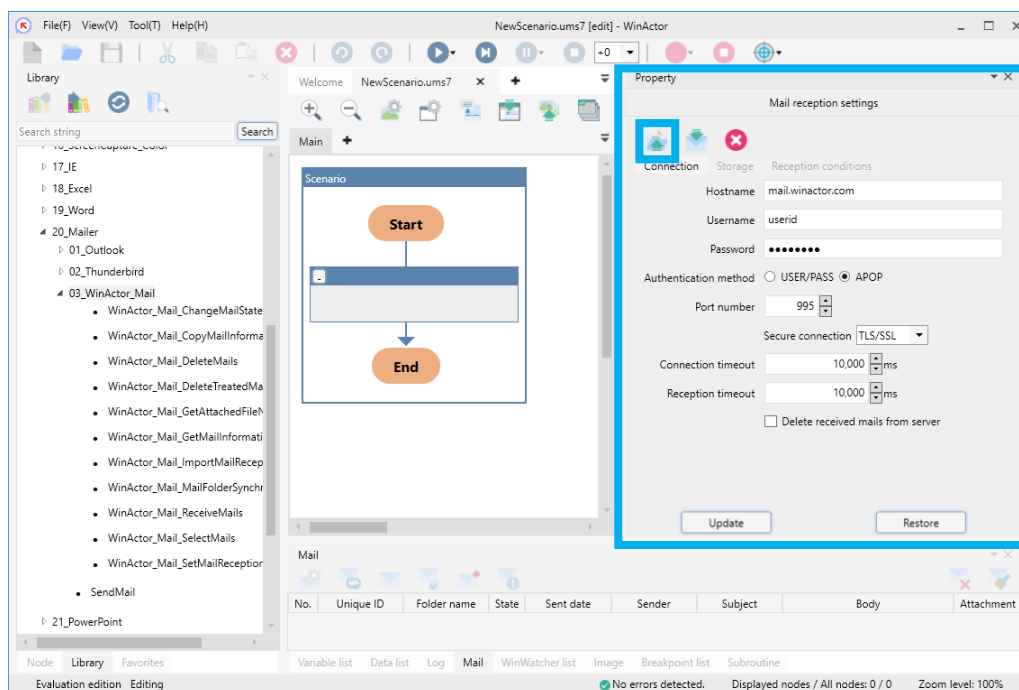 File(F) View(V) Tool(T) Help(H)
NewScenario.ums7 [edit] - WinActor
+0
Library
Search string
Search
17_IE
18_Excel
19_Word
20_Mailer
01_Outlook
02_Thunderbird
03_WinActor_Mail
WinActor_Mail_ChangeMailState
WinActor_Mail_CopyMailInforma
WinActor_Mail_DeleteMails
WinActor_Mail_DeleteTreatedMa
WinActor_Mail_GetAttachedFileN
WinActor_Mail_GetMailInformati
WinActor_Mail_ImportMailRecep
WinActor_Mail_MailFolderSynchr
WinActor_Mail_ReceiveMails
WinActor_Mail_SelectMails
WinActor_Mail_SetMailReception
SendMail
21_PowerPoint
Node Library Favorites
Welcome NewScenario.ums7
Main
Scenario
Start
End
Property
Mail reception settings
Connection Storage Reception conditions
Hostname mail.winactor.com
Username userid
Password ●●●●●●●●
Authentication method USER/PASS APOP
Port number 995
Secure connection TLS/SSL
Connection timeout 10,000 ms
Reception timeout 10,000 ms
Delete received mails from server
Update Restore
Mail
No. Unique ID Folder name State Sent date Sender Subject Body Attachment
Variable list Data list Log Mail WinWatcher list Image Breakpoint list Subroutine
Evaluation edition Editing
No errors detected. Displayed nodes / All nodes: 0 / 0 Zoom level: 100%